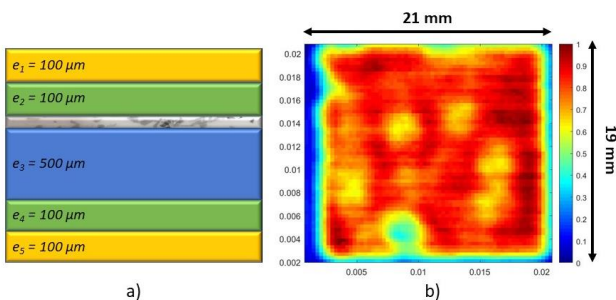 21 mm
e1 = 100 µm
e2 = 100 µm
e3 = 500 µm
e4 = 100 µm
e5 = 100 µm
0.02
0.018
0.016
0.014
0.012
0.01
0.008
0.006
0.004
0.002
0.005
0.01
0.015
0.02
1
0.9
0.8
0.7
0.6
0.5
0.4
0.3
0.2
0.1
0
19 mm
a)
b)